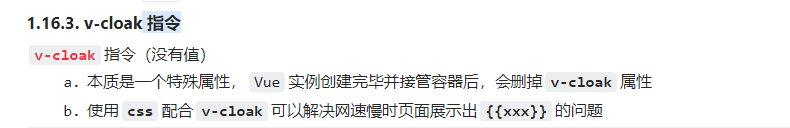 1.16.3. v-cloak 指令
v-cloak 指令（没有值）
a. 本质是一个特殊属性， Vue 实例创建完毕并接管容器后，会删掉 v-cloak 属性
b. 使用 css 配合 v-cloak 可以解决网速慢时页面展示出 {{xxx}} 的问题